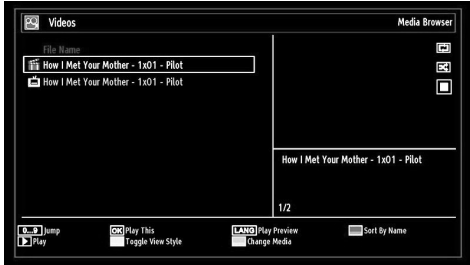 Videos
Media Browser
File Name
How I Met Your Mother - 1x01 - Pilot
How I Met Your Mother - 1x01 - Pilot
How I Met Your Mother - 1x01 - Pilot
1/2
0...9 Jump
OK Play This
LANG Play Preview
Sort By Name
Play
Toggle View Style
Change Media